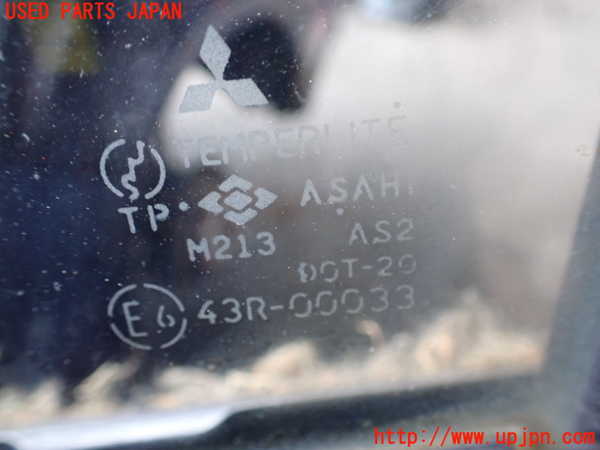 USED PARTS JAPAN
TEMPERLITE
TP ASAHI
M213 AS2
DOT-20
E6 43R-00033
http://www.upjpn.com/